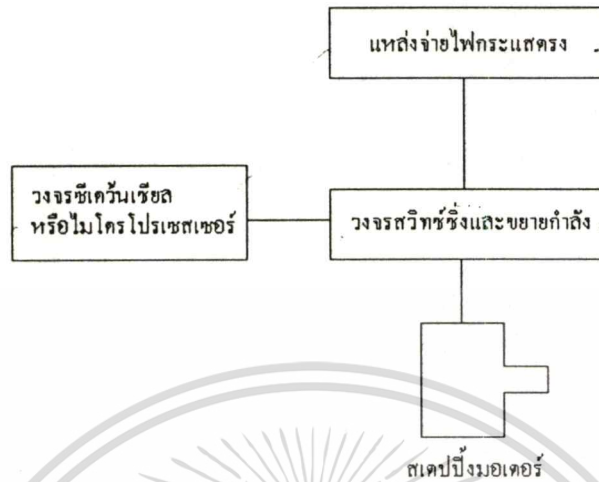 แหล่งจ่ายไฟกระแสตรง
วงจรซีเควันเชียล
หรือไมโครโปรเซสเซอร์
วงจรสวิทช์ชิ่งและขยายกำลัง
สเตปปิ้งมอเตอร์